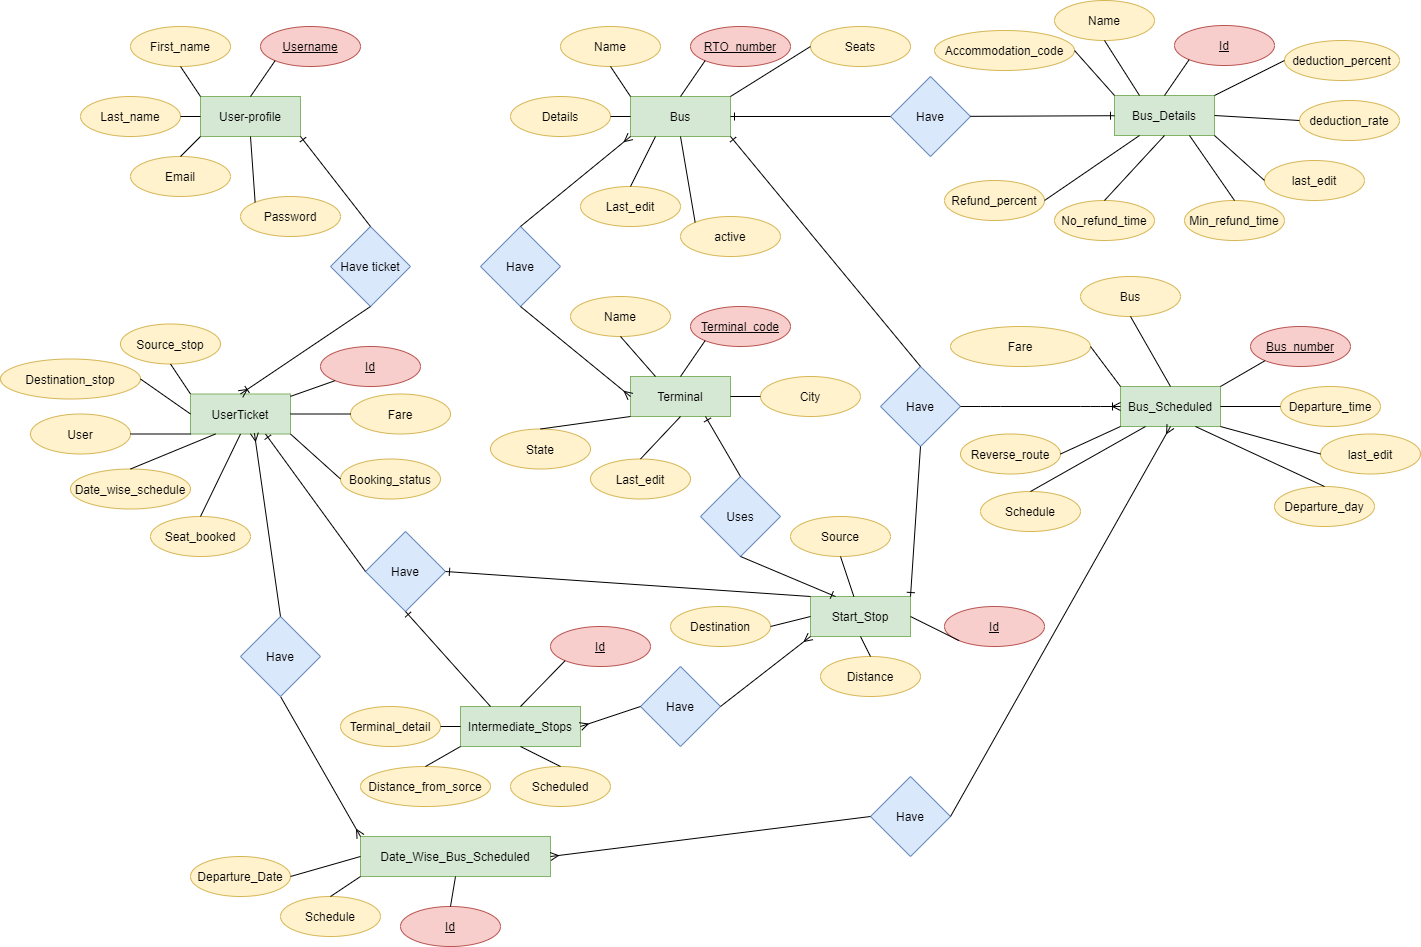 Name
First_name
Username
Name
RTO_number
Seats
Accommodation_code
Id
deduction_percent
Last_name
User-profile
Details
Bus
Have
Bus_Details
deduction_rate
Email
last_edit
Password
Last_edit
active
Refund_percent
No_refund_time
Min_refund_time
Have ticket
Have
Bus
Name
Terminal_code
Source_stop
Fare
Bus_number
Destination_stop
Id
UserTicket
Fare
Terminal
City
Have
Bus_Scheduled
Departure_time
User
State
Reverse_route
last_edit
Date_wise_schedule
Booking_status
Last_edit
Schedule
Departure_day
Seat_booked
Uses
Source
Have
Destination
Start_Stop
Id
Have
Id
Distance
Terminal_detail
Intermediate_Stops
Have
Distance_from_sorce
Scheduled
Have
Date_Wise_Bus_Scheduled
Departure_Date
Schedule
Id